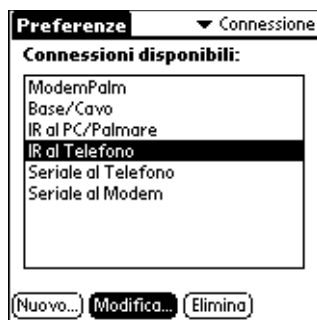 Preferenze Connessione
Connessioni disponibili:
ModemPalm
Base/Cavo
IR al PC/Palmare
IR al Telefono
Seriale al Telefono
Seriale al Modem
Nuovo... Modifica... Elimina